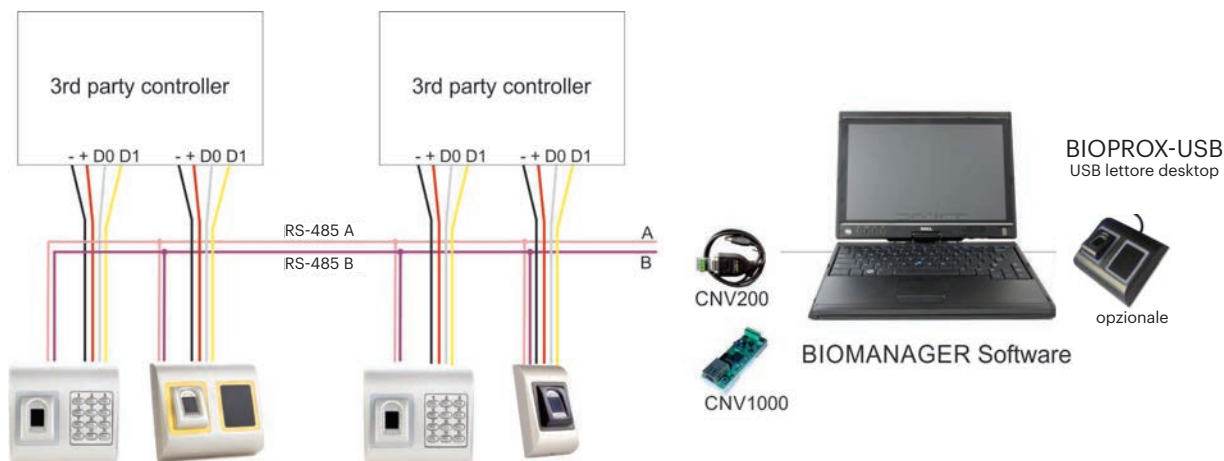 3rd party controller
- + D0 D1
- + D0 D1
3rd party controller
- + D0 D1
- + D0 D1
RS-485 A
A
RS-485 B
B
BIOPROX-USB
USB lettore desktop
DELL
CNV200
opzionale
BIOMANAGER Software
CNV1000